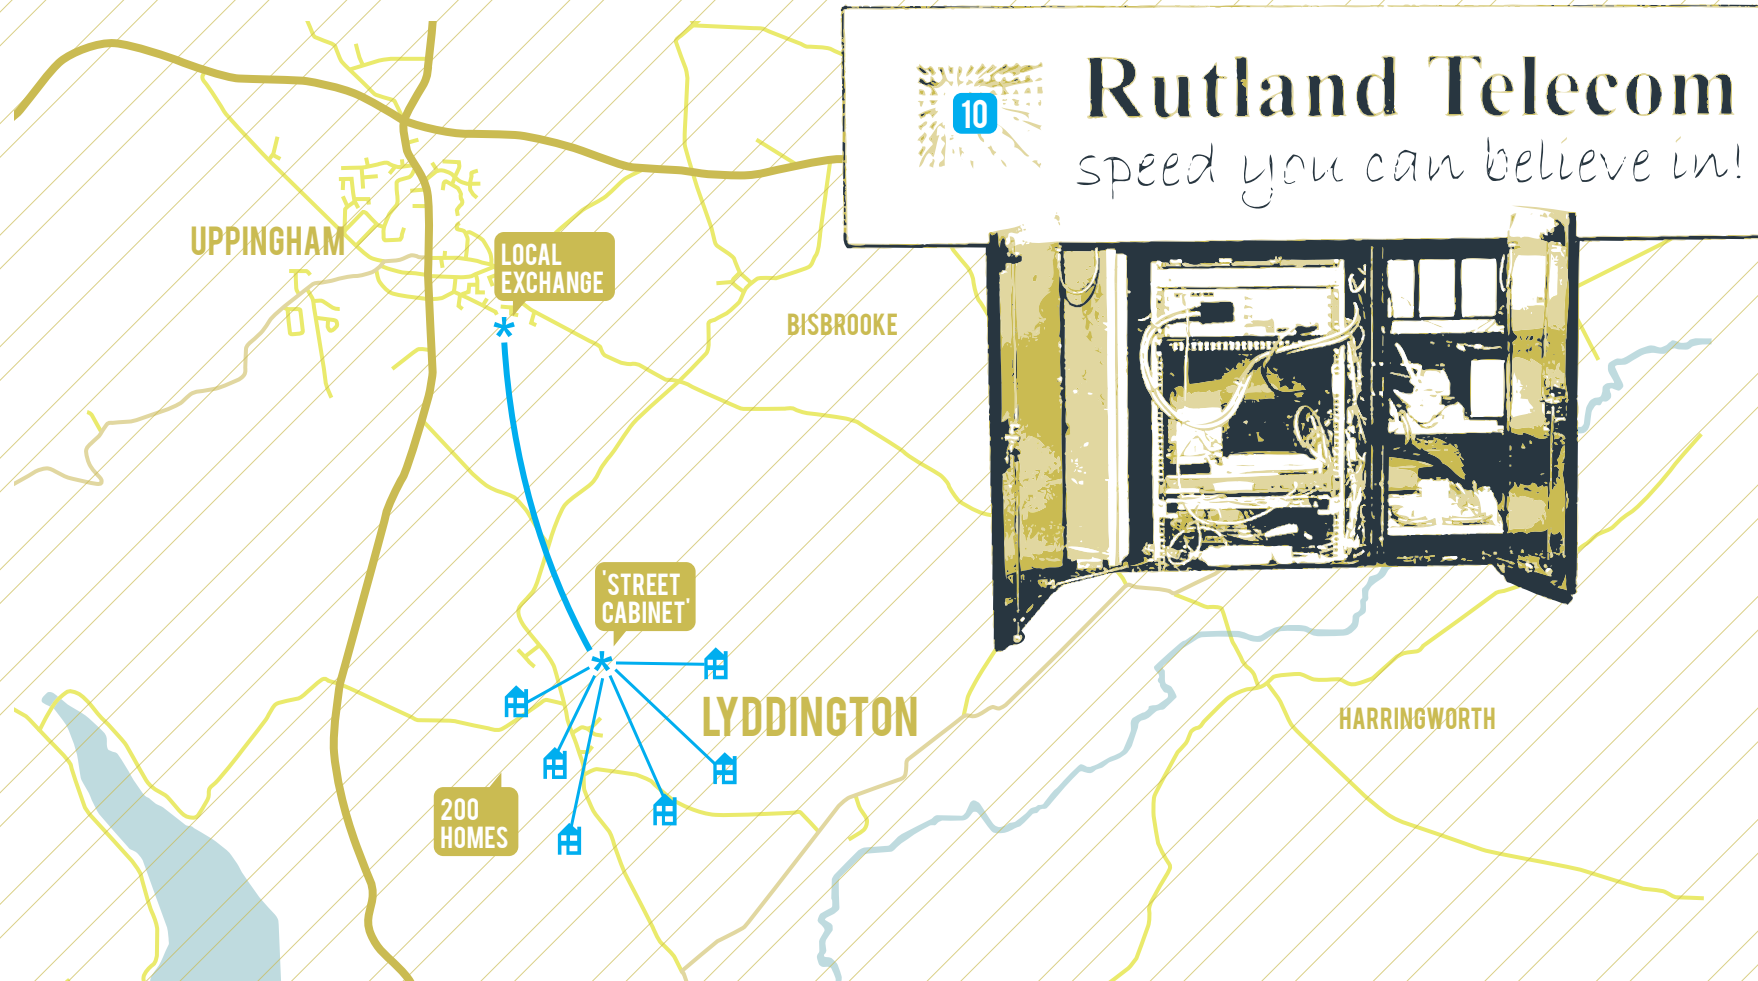 10
Rutland Telecom
speed you can believe in!
UPPINGHAM
LOCAL
EXCHANGE
BISBROOKE
'STREET
CABINET'
LYDDINGTON
HARRINGWORTH
200
HOMES